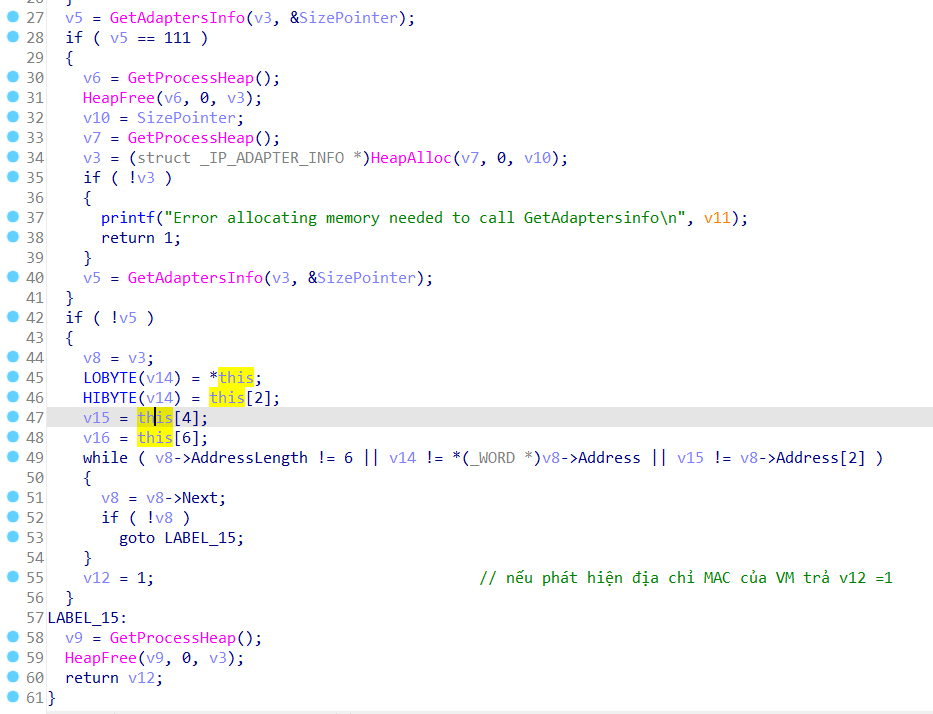 27 v5 = GetAdaptersInfo(v3, &SizePointer);
28 if ( v5 == 111 )
29 {
30 v6 = GetProcessHeap();
31 HeapFree(v6, 0, v3);
32 v10 = SizePointer;
33 v7 = GetProcessHeap();
34 v3 = (struct _IP_ADAPTER_INFO *)HeapAlloc(v7, 0, v10);
35 if ( !v3 )
36 {
37 printf("Error allocating memory needed to call GetAdaptersinfo\n", v11);
38 return 1;
39 }
40 v5 = GetAdaptersInfo(v3, &SizePointer);
41 }
42 if ( !v5 )
43 {
44 v8 = v3;
45 LOBYTE(v14) = *this;
46 HIBYTE(v14) = this[2];
47 v15 = this[4];
48 v16 = this[6];
49 while ( v8->AddressLength != 6 || v14 != *(_WORD *)v8->Address || v15 != v8->Address[2] )
50 {
51 v8 = v8->Next;
52 if ( !v8 )
53 goto LABEL_15;
54 }
55 v12 = 1; // nếu phát hiện địa chỉ MAC của VM trả v12 =1
56 }
57 LABEL_15:
58 v9 = GetProcessHeap();
59 HeapFree(v9, 0, v3);
60 return v12;
61 }